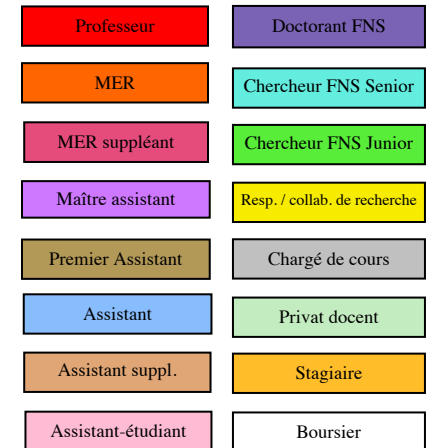 Professeur
MER
MER suppléant
Maître assistant
Premier Assistant
Assistant
Assistant suppl.
Assistant-étudiant
Doctorant FNS
Chercheur FNS Senior
Chercheur FNS Junior
Resp. / collab. de recherche
Chargé de cours
Privat docent
Stagiaire
Boursier